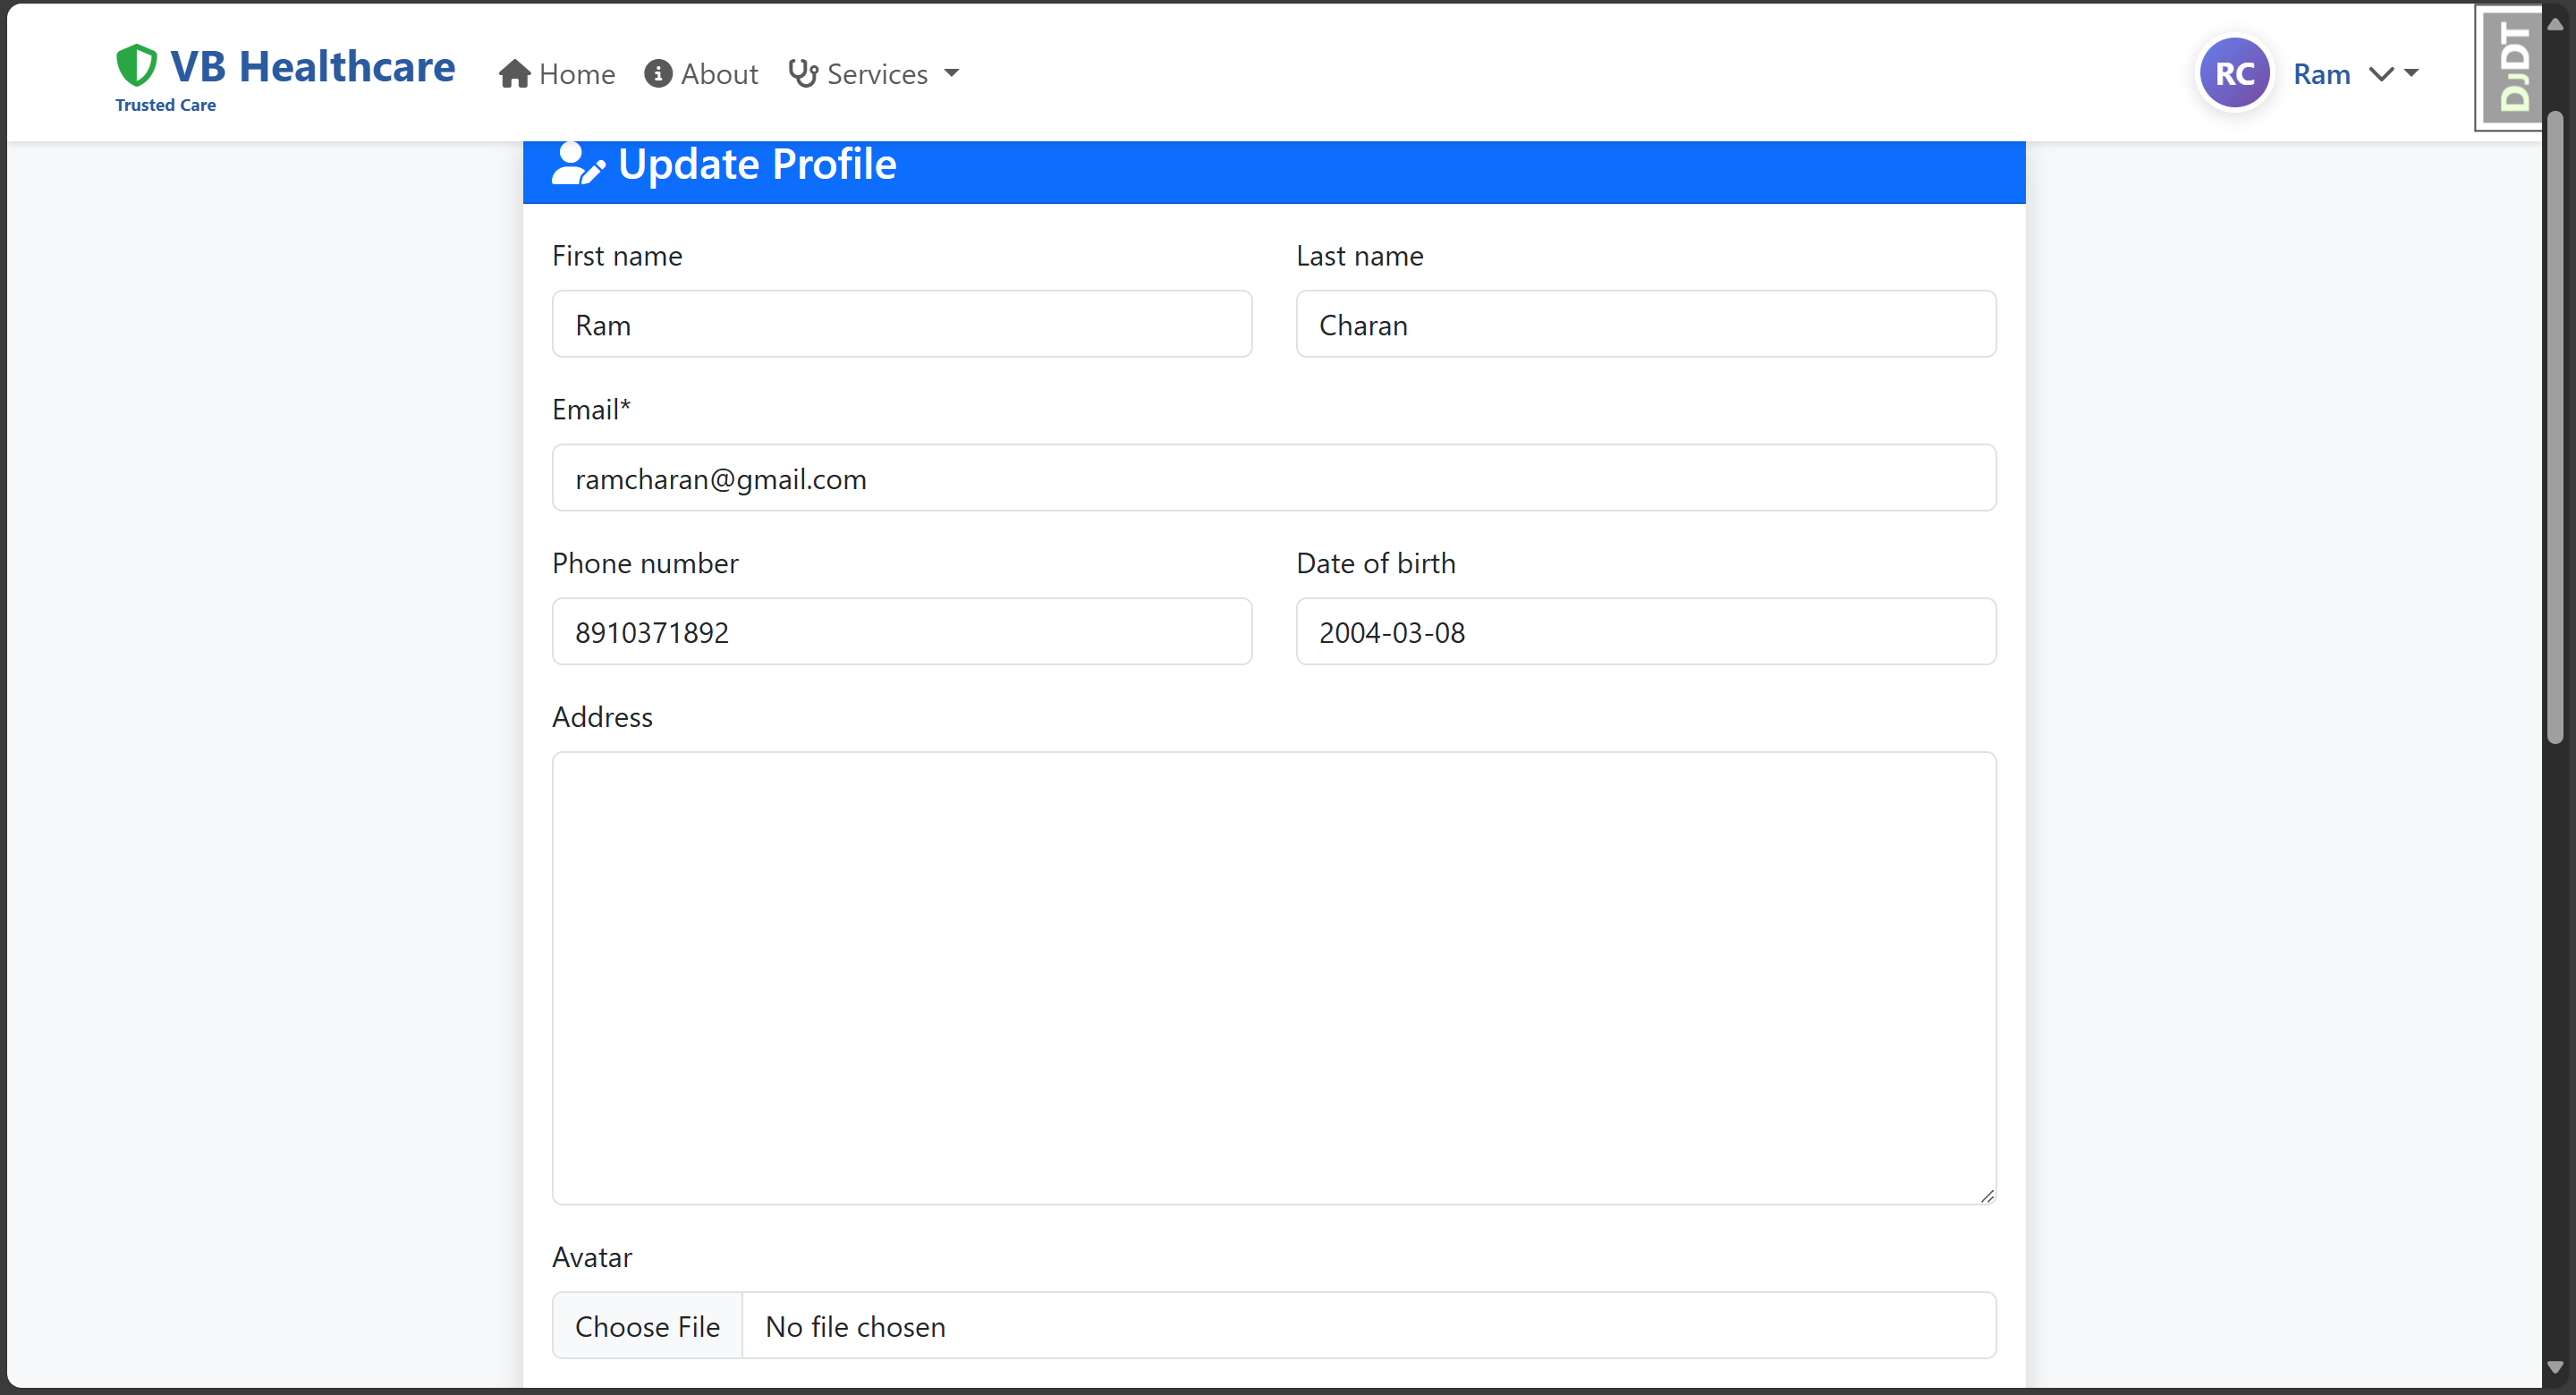 VB Healthcare
Trusted Care
Home
About
Services
RC
Ram
DJDT
Update Profile
First name
Last name
Ram
Charan
Email*
ramcharan@gmail.com
Phone number
Date of birth
8910371892
2004-03-08
Address
Avatar
Choose File
No file chosen